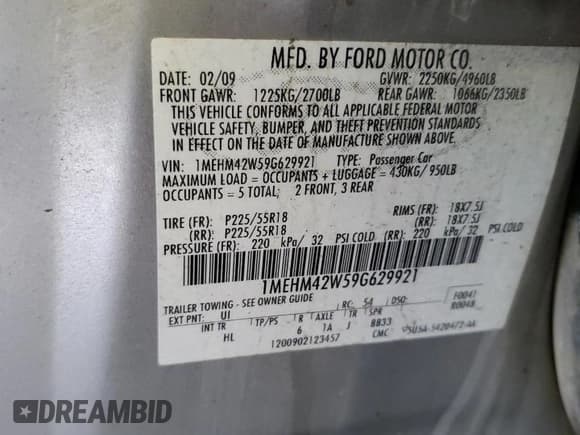 MFD. BY FORD MOTOR CO.
DATE: 02/09 GVWR: 2250KG/4960LB
FRONT GAWR: 1225KG/2700LB REAR GAWR: 1066KG/2350LB
THIS VEHICLE CONFORMS TO ALL APPLICABLE FEDERAL MOTOR
VEHICLE SAFETY, BUMPER, AND THEFT PREVENTION STANDARDS
IN EFFECT ON THE DATE OF MANUFACTURE SHOWN ABOVE.
VIN: 1MEHM42W59G629921 TYPE: Passenger Car
MAXIMUM LOAD = OCCUPANTS + LUGGAGE = 430KG/950LB
OCCUPANTS = 5 TOTAL; 2 FRONT, 3 REAR
TIRE (FR): P225/55R18 RIMS (FR): 18X7.5J
(RR): P225/55R18 (RR): 18X7.5J
PRESSURE (FR): 220 kPa/ 32 PSI COLD (RR): 220 kPa/ 32 PSI COLD
1MEHM42W59G629921
TRAILER TOWING - SEE OWNER GUIDE
EXT PNT: UI RC: 54 DSO: F0041
R0048
INT TR TP/PS R AXLE TR SPR
HL 6 1A J BB33
1200902123457 CMC 5U5A-5420472-AA
DREAMBID